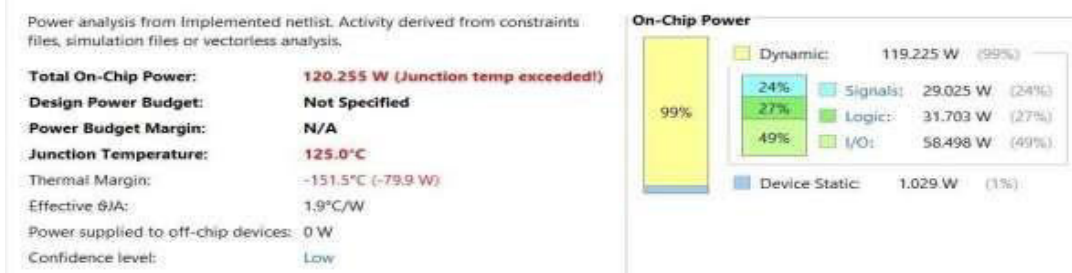 Power analysis from Implemented netlist. Activity derived from constraints
files, simulation files or vectorless analysis.
Total On-Chip Power: 120.255 W (Junction temp exceeded!)
Design Power Budget: Not Specified
Power Budget Margin: N/A
Junction Temperature: 125.0°C
Thermal Margin: -151.5°C (-79.9 W)
Effective ϑJA: 1.9°C/W
Power supplied to off-chip devices: 0 W
Confidence level: Low
On-Chip Power
99%
Dynamic: 119.225 W (99%)
24% Signals: 29.025 W (24%)
27% Logic: 31.703 W (27%)
49% I/O: 58.498 W (49%)
Device Static: 1.029 W (1%)